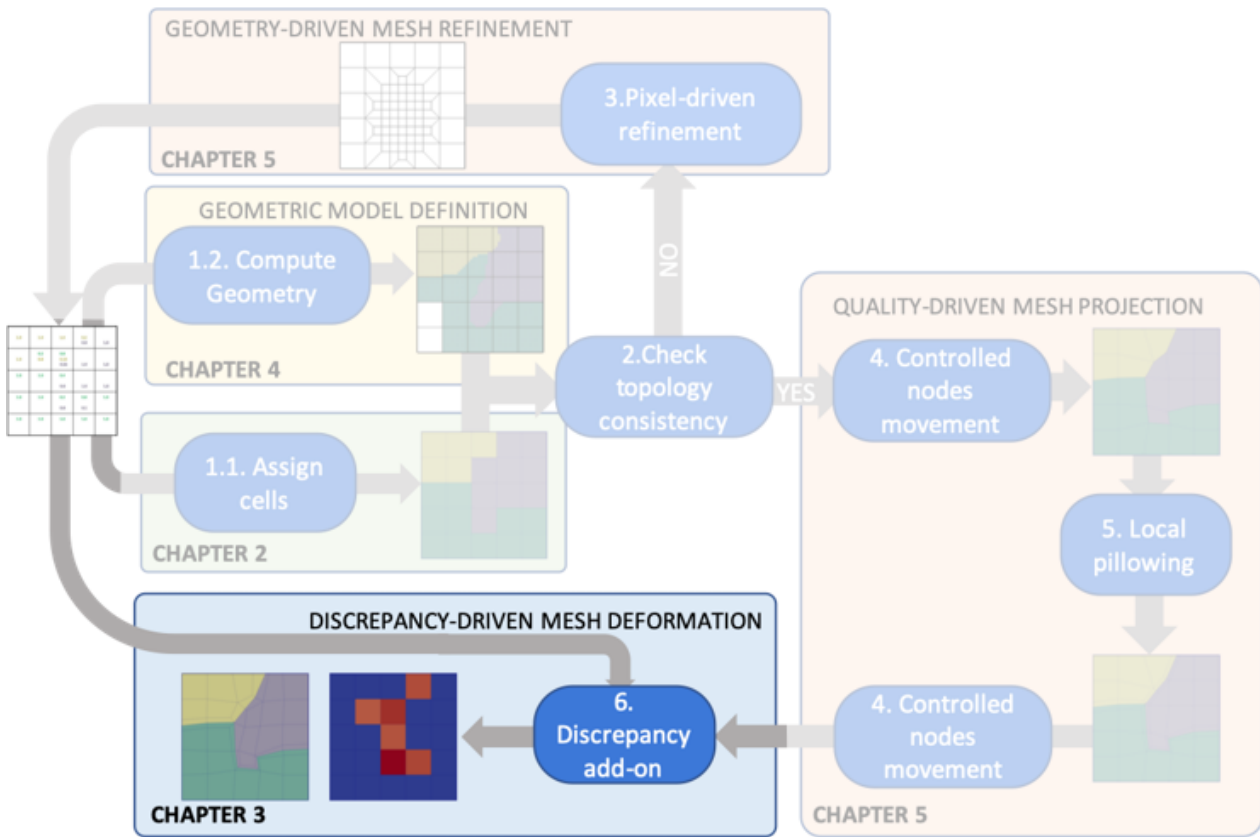 GEOMETRY-DRIVEN MESH REFINEMENT
3.Pixel-driven
refinement
CHAPTER 5
GEOMETRIC MODEL DEFINITION
1.2. Compute
Geometry
CHAPTER 4
NO
2.Check
topology
consistency
YES
1.1. Assign
cells
CHAPTER 2
QUALITY-DRIVEN MESH PROJECTION
4. Controlled
nodes
movement
5. Local
pillowing
4. Controlled
nodes
movement
CHAPTER 5
DISCREPANCY-DRIVEN MESH DEFORMATION
6.
Discrepancy
add-on
CHAPTER 3